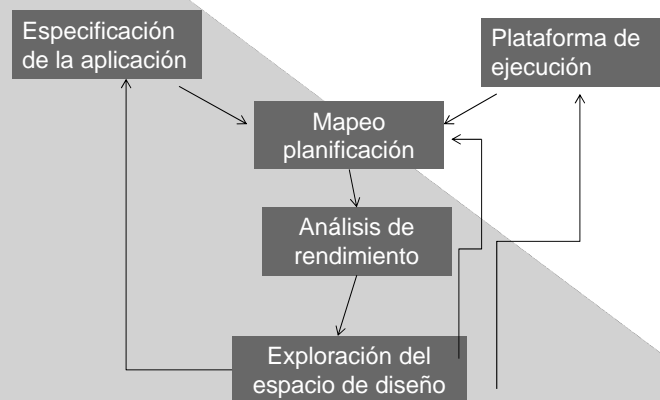 Especificación
de la aplicación
Plataforma de
ejecución
Mapeo
planificación
Análisis de
rendimiento
Exploración del
espacio de diseño